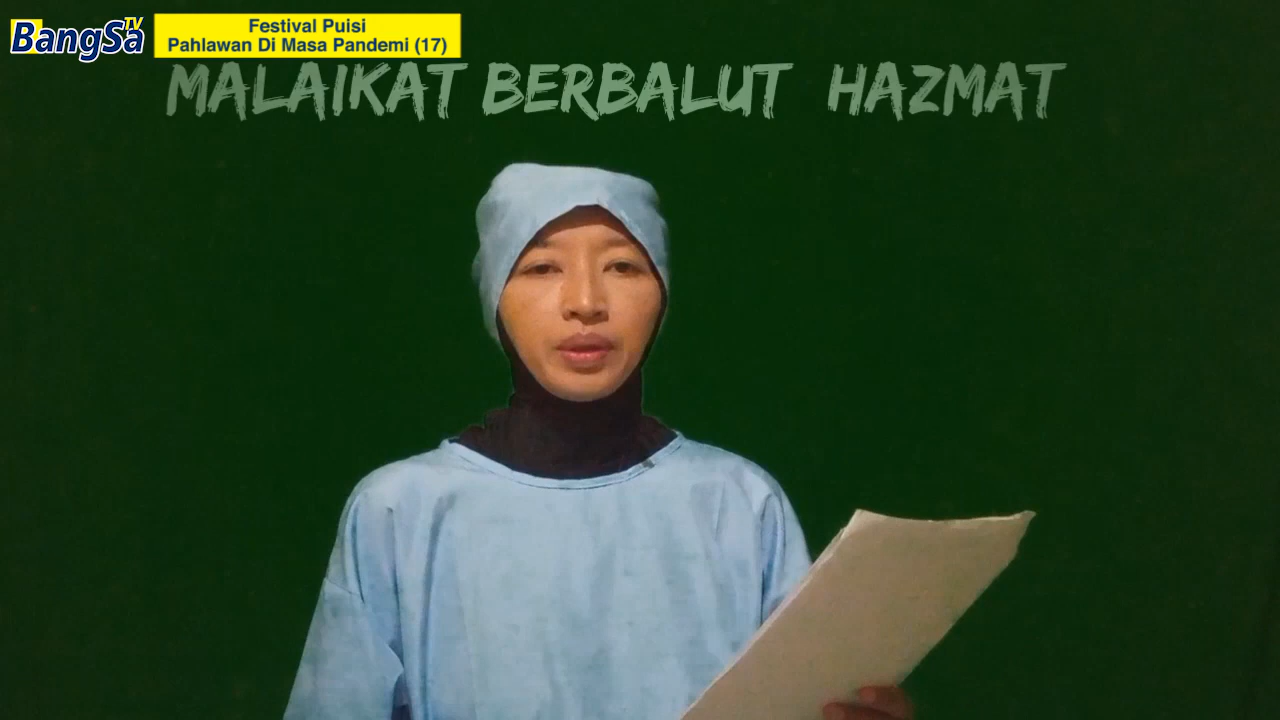 BangSa TV
Festival Puisi
Pahlawan Di Masa Pandemi (17)
MALAIKAT BERBALUT HAZMAT